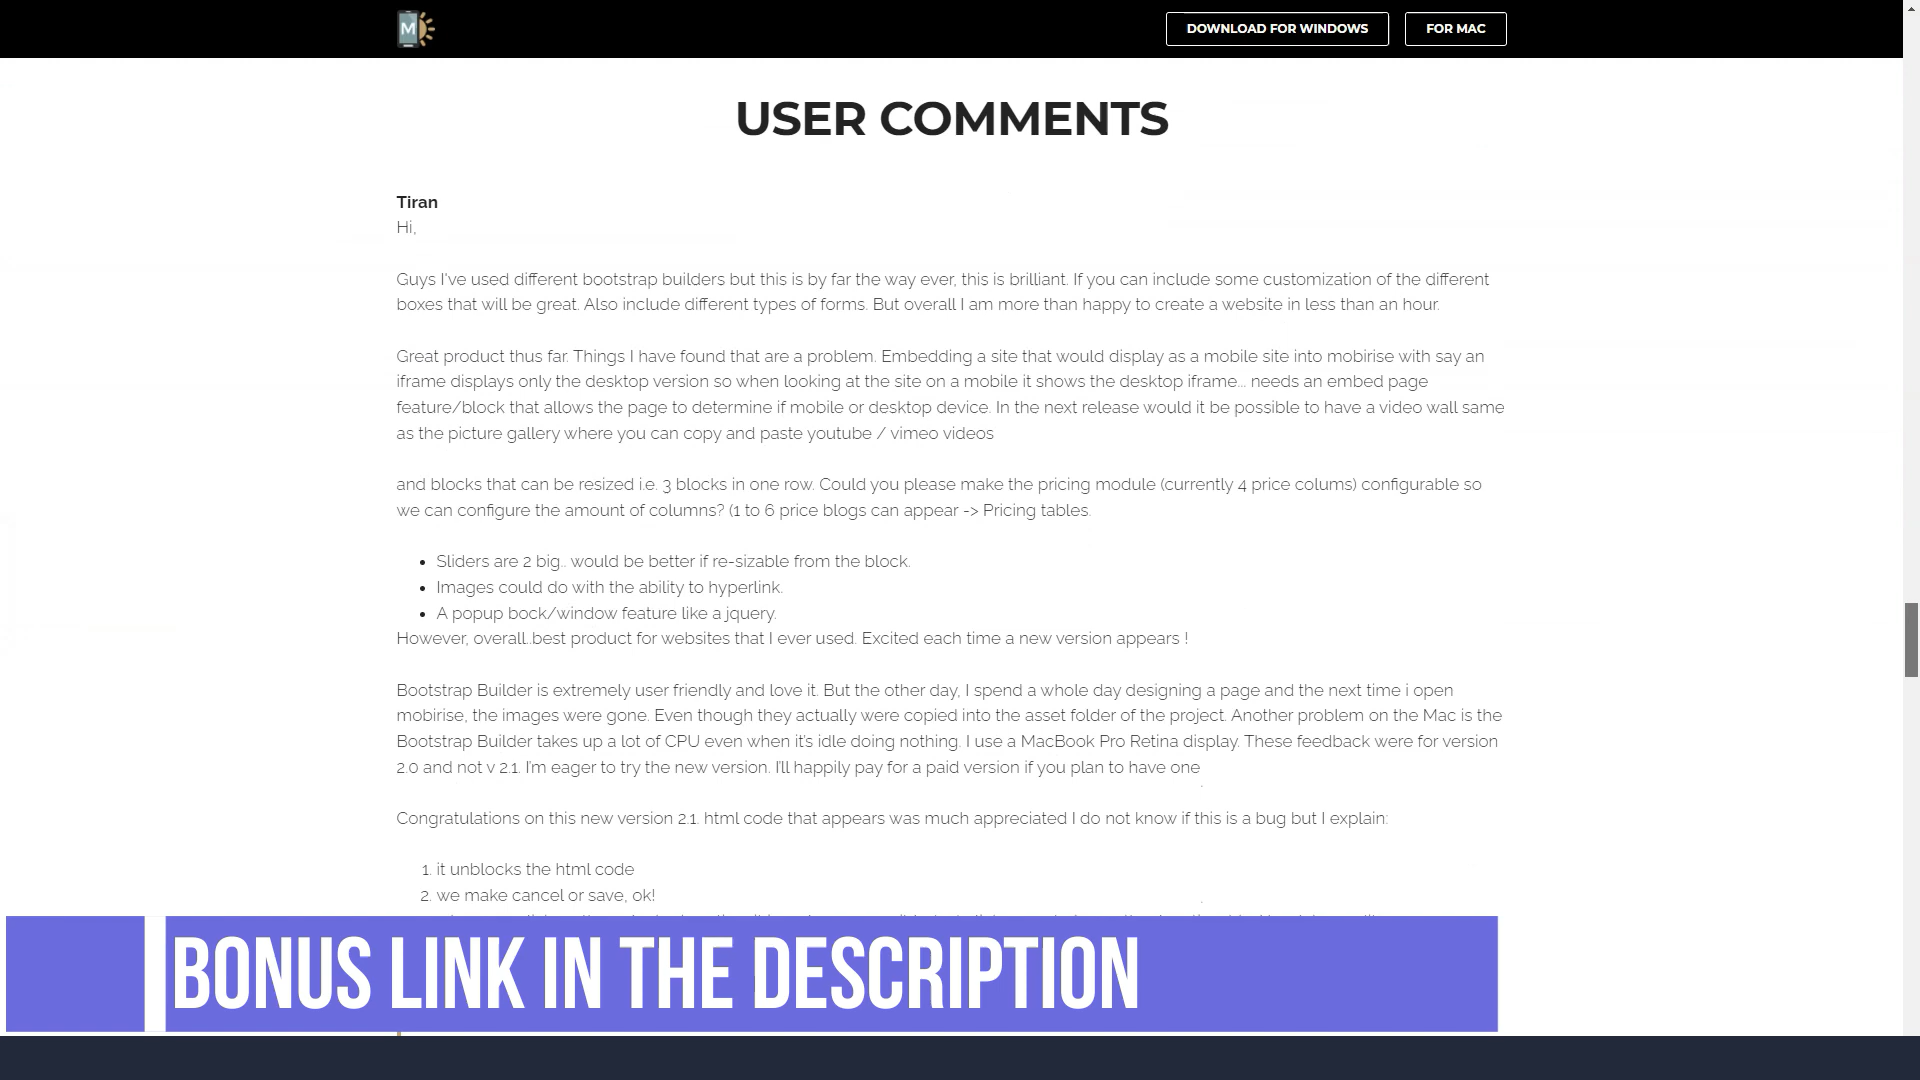 M
DOWNLOAD FOR WINDOWS
FOR MAC
USER COMMENTS
Tiran
Hi,
Guys I've used different bootstrap builders but this is by far the way ever, this is brilliant. If you can include some customization of the different
boxes that will be great. Also include different types of forms. But overall I am more than happy to create a website in less than an hour.
Great product thus far. Things I have found that are a problem. Embedding a site that would display as a mobile site into mobirise with say an
iframe displays only the desktop version so when looking at the site on a mobile it shows the desktop iframe... needs an embed page
feature/block that allows the page to determine if mobile or desktop device. In the next release would it be possible to have a video wall same
as the picture gallery where you can copy and paste youtube / vimeo videos
and blocks that can be resized i.e. 3 blocks in one row. Could you please make the pricing module (currently 4 price colums) configurable so
we can configure the amount of columns? (1 to 6 price blogs can appear -> Pricing tables.
• Sliders are 2 big.. would be better if re-sizable from the block.
• Images could do with the ability to hyperlink.
• A popup bock/window feature like a jquery.
However, overall..best product for websites that I ever used. Excited each time a new version appears !
Bootstrap Builder is extremely user friendly and love it. But the other day, I spend a whole day designing a page and the next time i open
mobirise, the images were gone. Even though they actually were copied into the asset folder of the project. Another problem on the Mac is the
Bootstrap Builder takes up a lot of CPU even when it's idle doing nothing. I use a MacBook Pro Retina display. These feedback were for version
2.0 and not v 2.1. I'm eager to try the new version. I'll happily pay for a paid version if you plan to have one
Congratulations on this new version 2.1. html code that appears was much appreciated I do not know if this is a bug but I explain:
1. it unblocks the html code
2. we make cancel or save, ok!
BONUS LINK IN THE DESCRIPTION